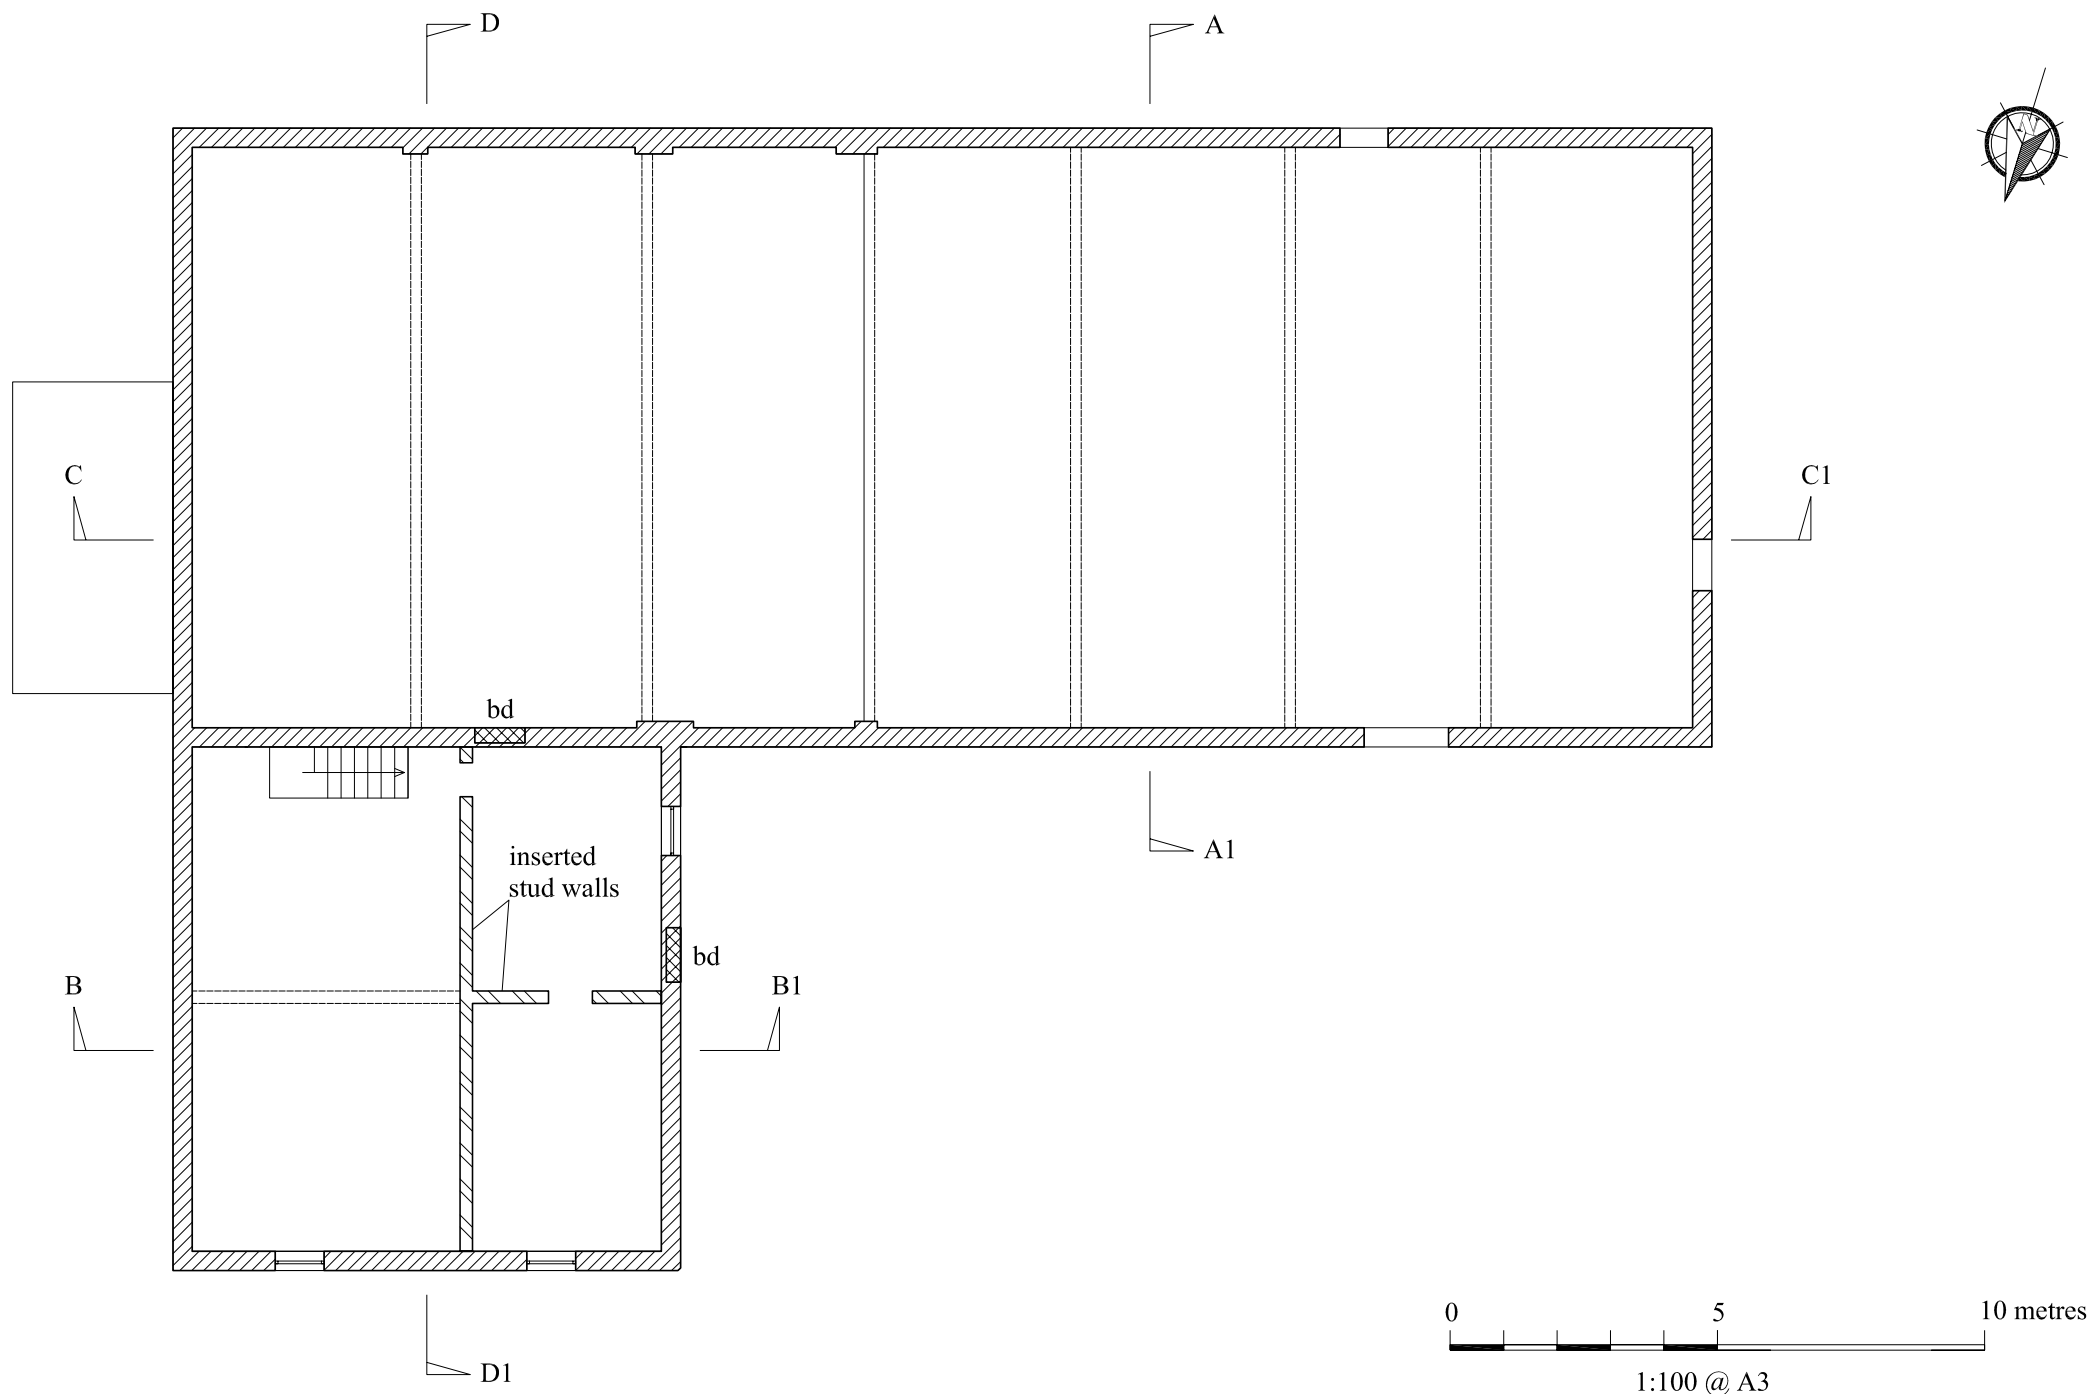 D
A
N
C
C1
bd
A1
inserted
stud walls
bd
B
B1
0 5 10 metres
1:100 @ A3
D1